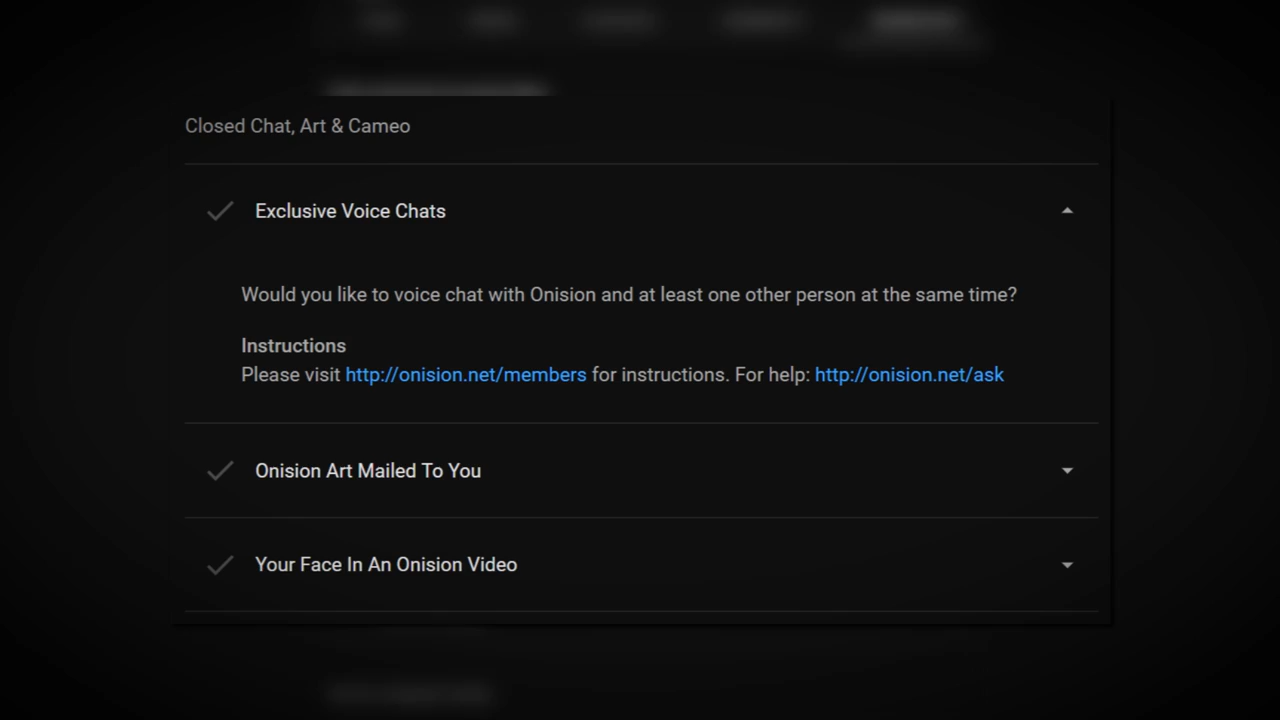 Closed Chat, Art & Cameo
Exclusive Voice Chats
Would you like to voice chat with Onision and at least one other person at the same time?
Instructions
Please visit http://onision.net/members for instructions. For help: http://onision.net/ask
Onision Art Mailed To You
Your Face In An Onision Video